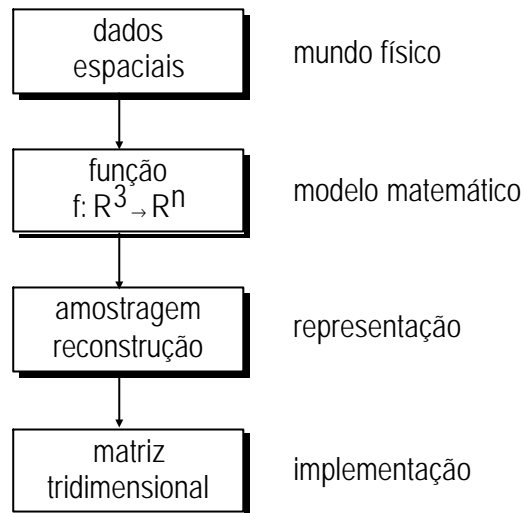 dados
espaciais
mundo físico
função
f: R³→Rⁿ
modelo matemático
amostragem
reconstrução
representação
matriz
tridimensional
implementação